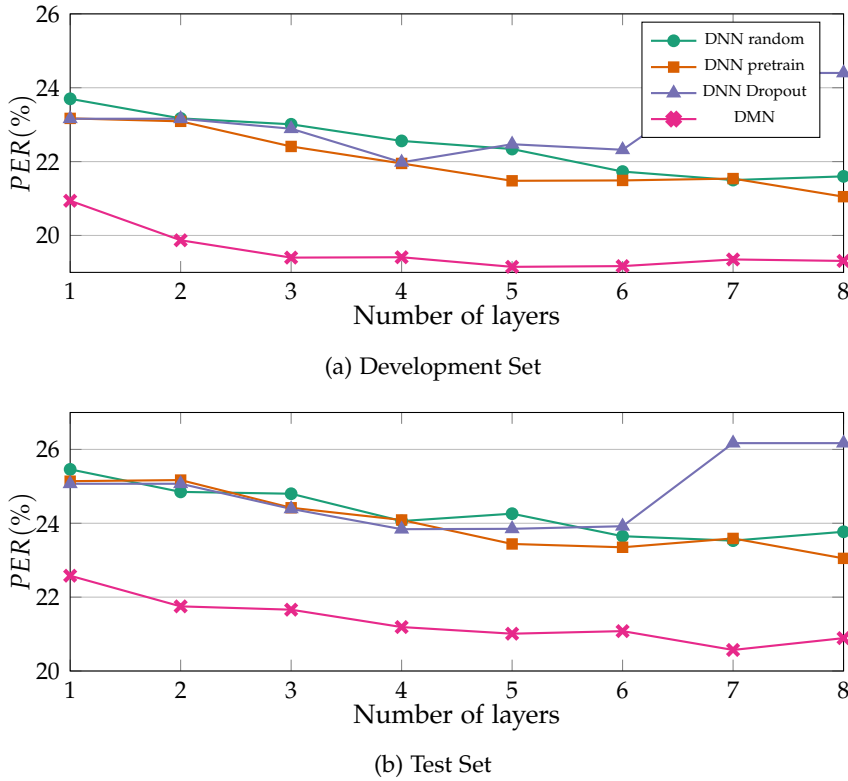 26
24
22
20
PER(%)
DNN random
DNN pretrain
DNN Dropout
DMN
1 2 3 4 5 6 7 8
Number of layers
(a) Development Set
26
24
22
20
PER(%)
1 2 3 4 5 6 7 8
Number of layers
(b) Test Set